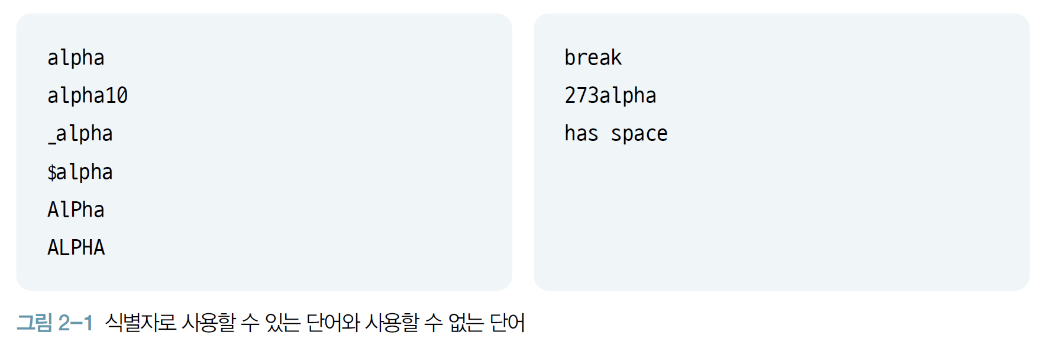 alpha
alpha10
_alpha
$alpha
AlPha
ALPHA
break
273alpha
has space
그림 2-1 식별자로 사용할 수 있는 단어와 사용할 수 없는 단어